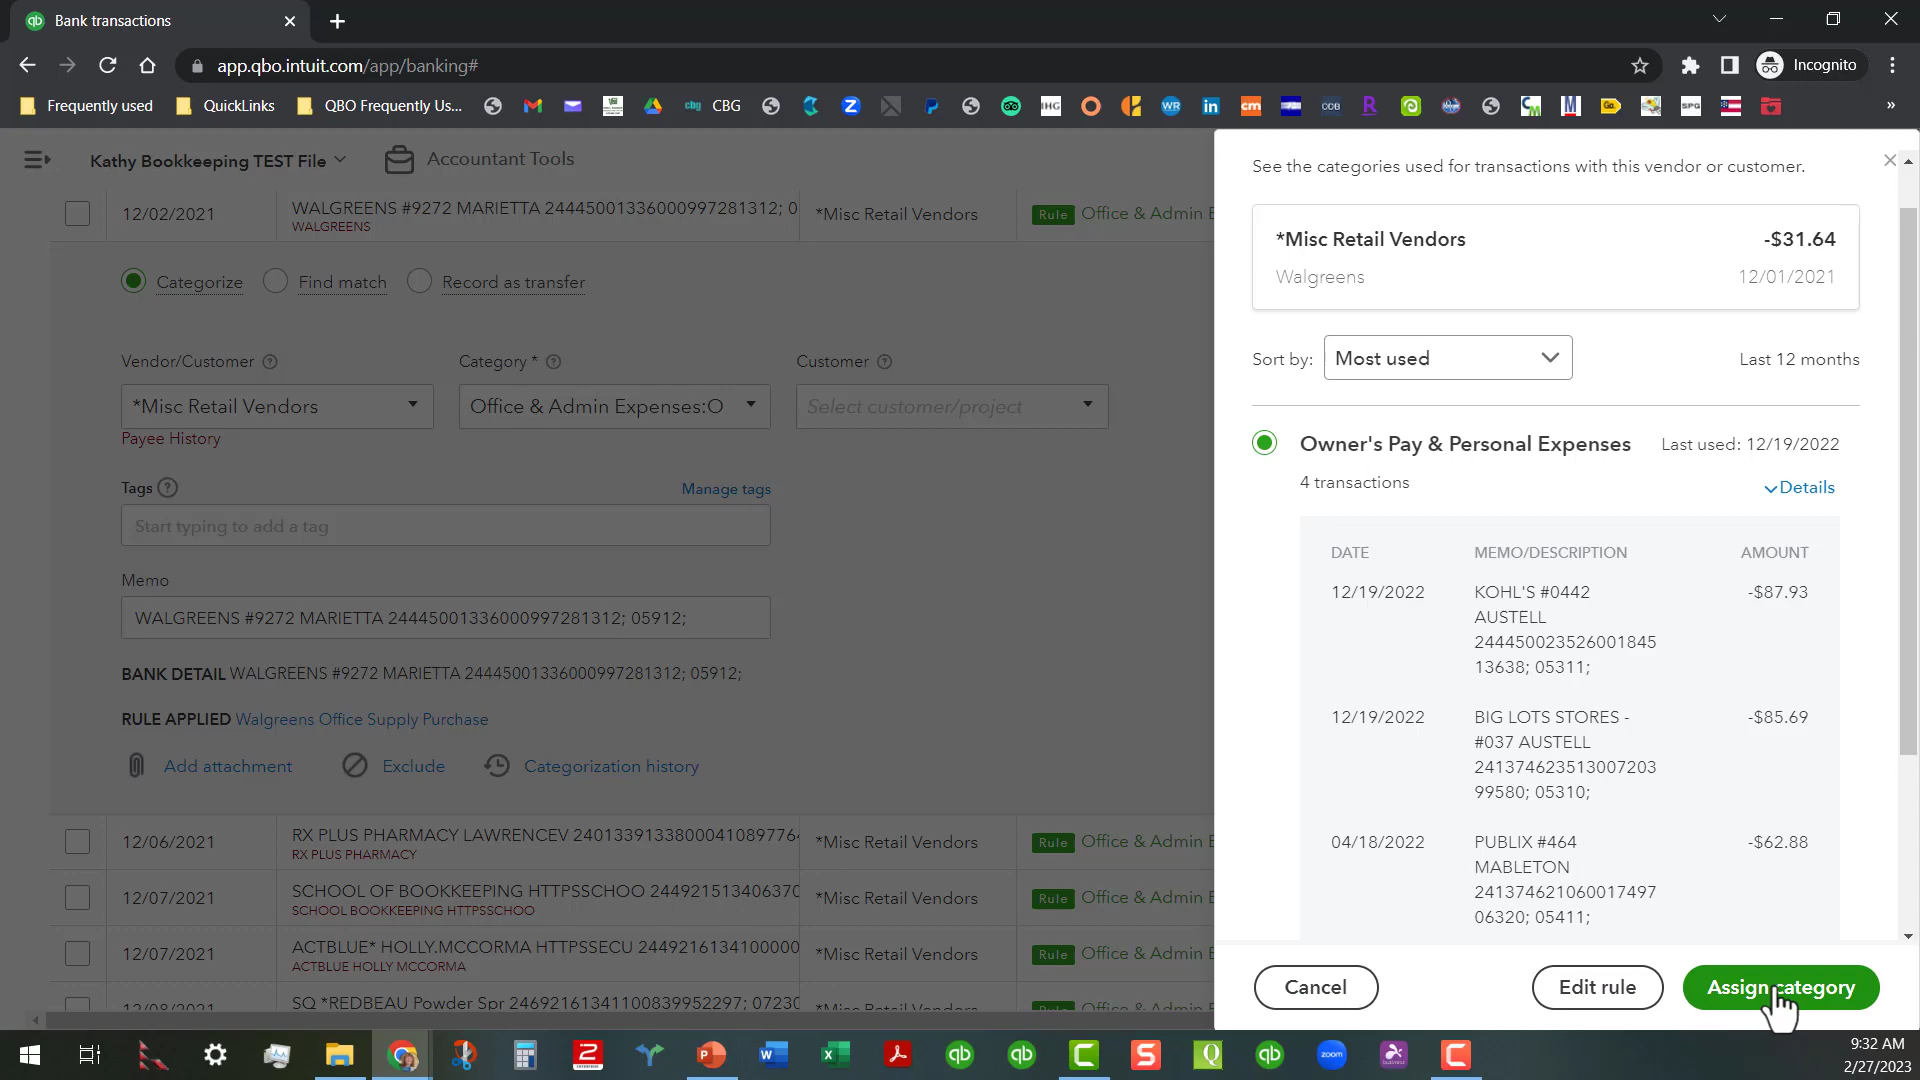 Bank transactions
app.qbo.intuit.com/app/banking#
Incognito
Frequently used
QuickLinks
QBO Frequently Us...
CBG
Kathy Bookkeeping TEST File
Accountant Tools
12/02/2021
WALGREENS #9272 MARIETTA 24445001336000997281312; 0
WALGREENS
*Misc Retail Vendors
Rule Office & Admin E
Categorize
Find match
Record as transfer
Vendor/Customer
Category *
Customer
*Misc Retail Vendors
Office & Admin Expenses:O
Select customer/project
Payee History
Tags
Manage tags
Start typing to add a tag
Memo
WALGREENS #9272 MARIETTA 24445001336000997281312; 05912;
BANK DETAIL WALGREENS #9272 MARIETTA 24445001336000997281312; 05912;
RULE APPLIED Walgreens Office Supply Purchase
Add attachment
Exclude
Categorization history
12/06/2021
RX PLUS PHARMACY LAWRENCEV 2401339133800041089776
RX PLUS PHARMACY
*Misc Retail Vendors
Rule Office & Admin E
12/07/2021
SCHOOL OF BOOKKEEPING HTTPSSCHOO 244921513406370
SCHOOL BOOKKEEPING HTTPSSCHOO
*Misc Retail Vendors
Rule Office & Admin E
12/07/2021
ACTBLUE* HOLLY.MCCORMA HTTPSSECU 2449216134100000
ACTBLUE HOLLY MCCORMA
*Misc Retail Vendors
Rule Office & Admin E
12/08/2021
SQ *REDBEAU Powder Spr 24692161341100839952297; 07230
*Misc Retail Vendors
See the categories used for transactions with this vendor or customer.
*Misc Retail Vendors
-$31.64
Walgreens
12/01/2021
Sort by:
Most used
Last 12 months
Owner's Pay & Personal Expenses
Last used: 12/19/2022
4 transactions
Details
DATE
MEMO/DESCRIPTION
AMOUNT
12/19/2022
KOHL'S #0442
AUSTELL
244450023526001845
13638; 05311;
-$87.93
12/19/2022
BIG LOTS STORES -
#037 AUSTELL
241374623513007203
99580; 05310;
-$85.69
04/18/2022
PUBLIX #464
MABLETON
241374621060017497
06320; 05411;
-$62.88
Cancel
Edit rule
Assign category
9:32 AM
2/27/2023